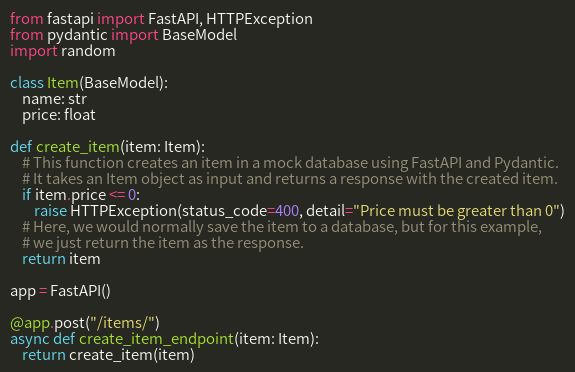 from fastapi import FastAPI, HTTPException
from pydantic import BaseModel
import random

class Item(BaseModel):
    name: str
    price: float

def create_item(item: Item):
    # This function creates an item in a mock database using FastAPI and Pydantic.
    # It takes an Item object as input and returns a response with the created item.
    if item.price <= 0:
        raise HTTPException(status_code=400, detail="Price must be greater than 0")
    # Here, we would normally save the item to a database, but for this example,
    # we just return the item as the response.
    return item

app = FastAPI()

@app.post("/items/")
async def create_item_endpoint(item: Item):
    return create_item(item)